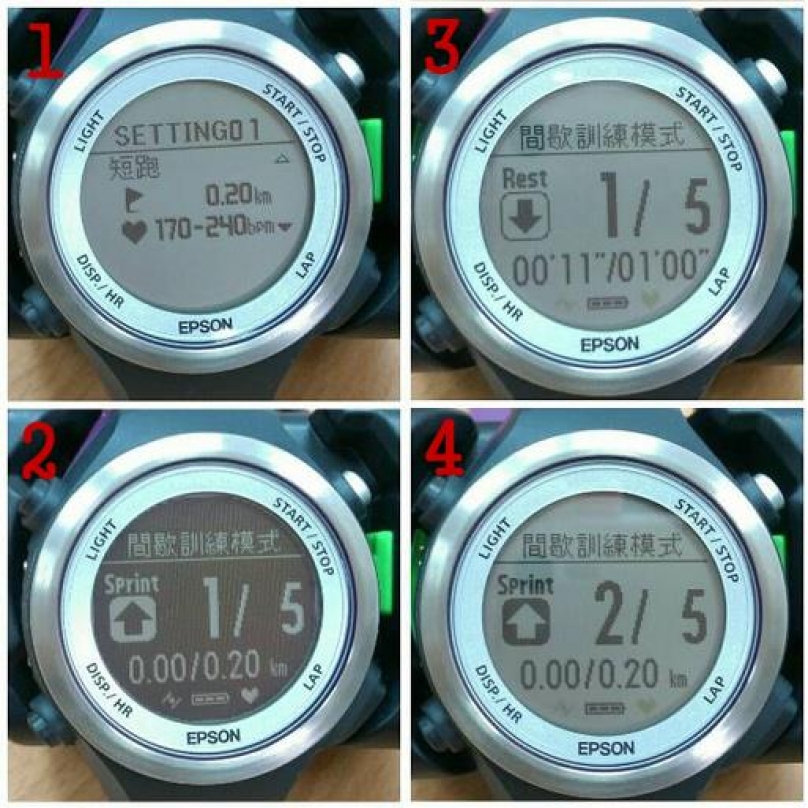 1
LIGHT
START / STOP
SETTING01
短跑
0.20km
170-240bpm
DISP./ HR
LAP
EPSON
3
LIGHT
START / STOP
間歇訓練模式
Rest
1/ 5
00'11"/01'00"
DISP./ HR
LAP
EPSON
2
LIGHT
START / STOP
間歇訓練模式
Sprint
1/ 5
0.00/0.20 km
DISP./ HR
LAP
EPSON
4
LIGHT
START / STOP
間歇訓練模式
Sprint
2/ 5
0.00/0.20 km
DISP./ HR
LAP
EPSON